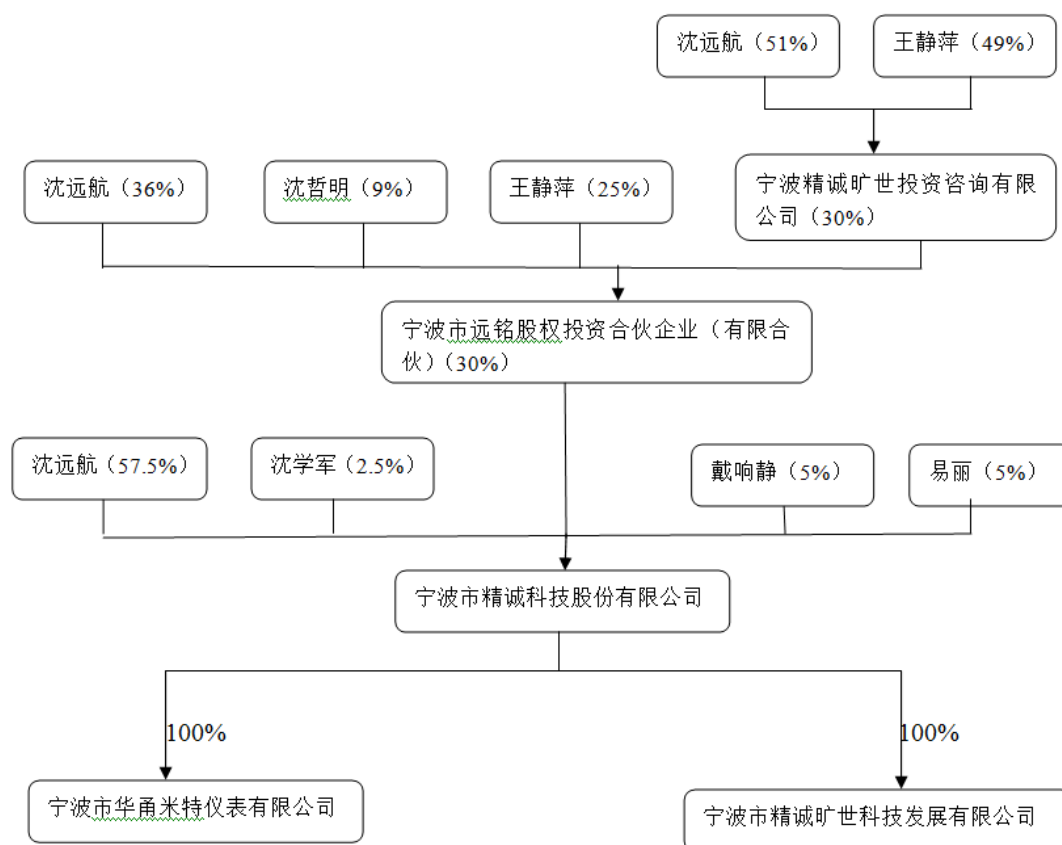 沈远航（51%）
王静萍（49%）
沈远航（36%）
沈哲明（9%）
王静萍（25%）
宁波精诚旷世投资咨询有限
公司（30%）
宁波市远铭股权投资合伙企业（有限合
伙）(30%）
沈远航（57.5%）
沈学军（2.5%）
戴响静（5%）
易丽（5%）
宁波市精诚科技股份有限公司
100%
100%
宁波市华甬米特仪表有限公司
宁波市精诚旷世科技发展有限公司